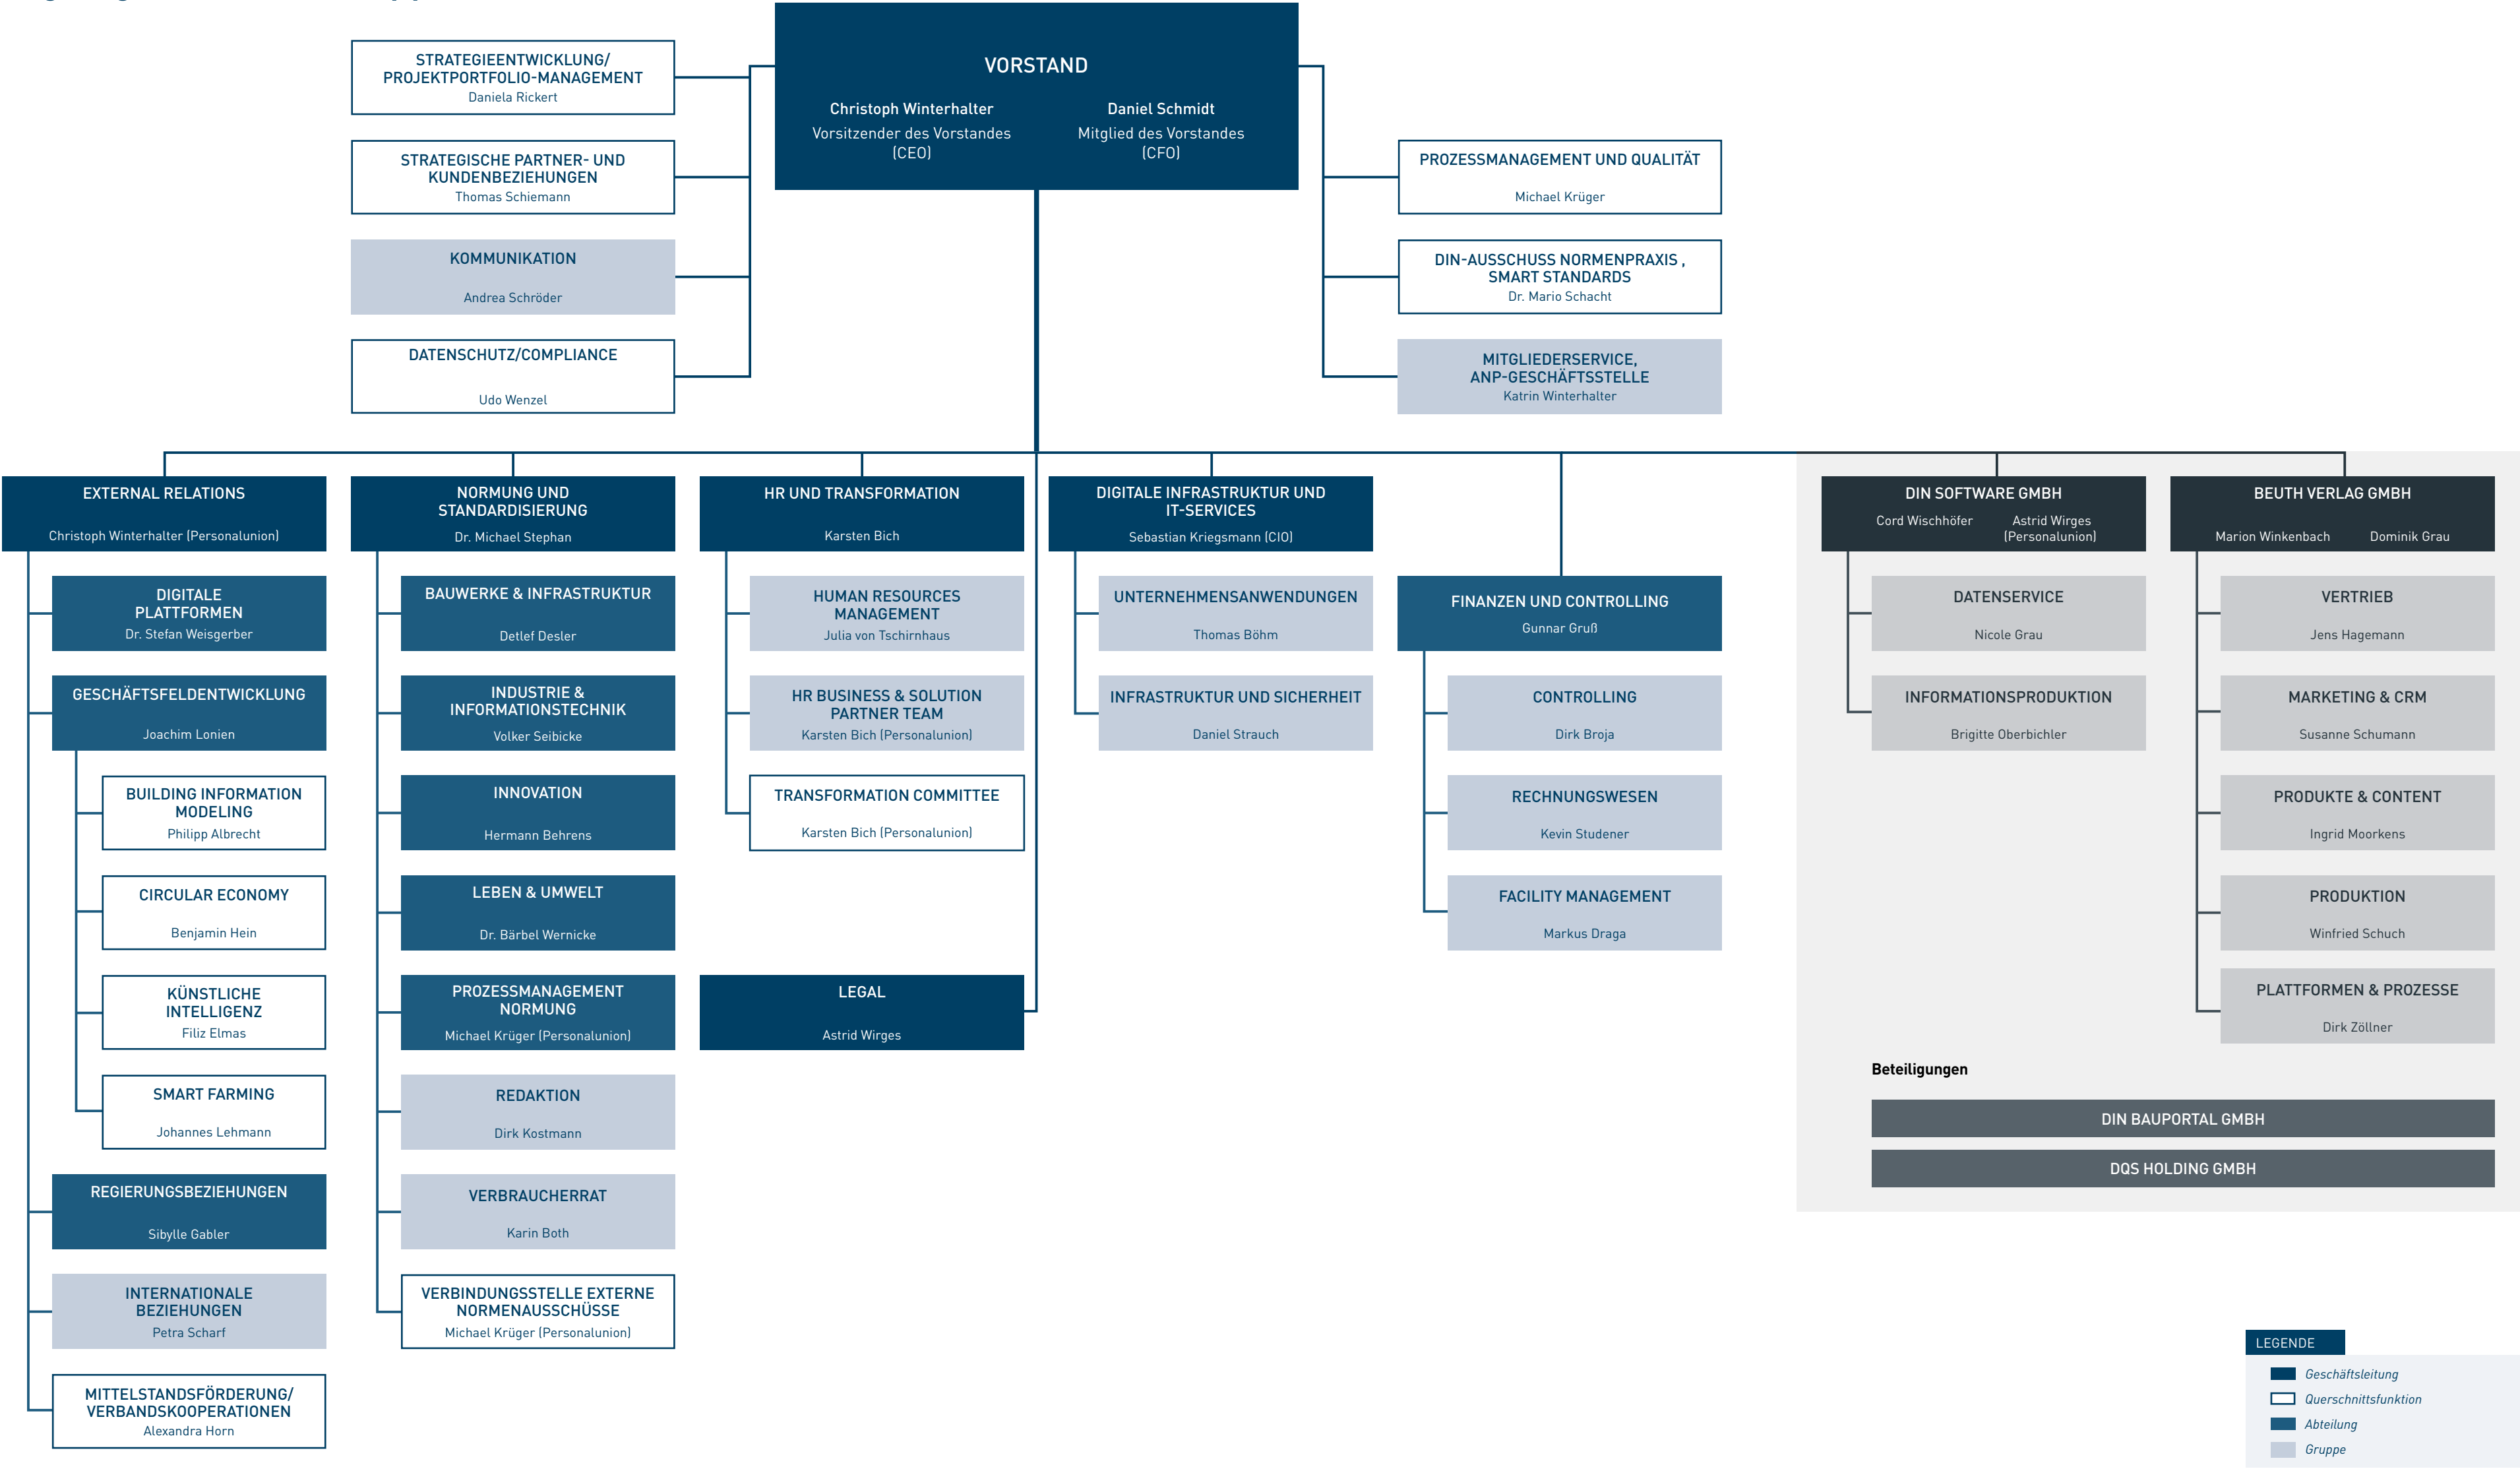 STRATEGIEENTWICKLUNG/
PROJEKTPORTFOLIO-MANAGEMENT
Daniela Rickert
STRATEGISCHE PARTNER- UND
KUNDENBEZIEHUNGEN
Thomas Schiemann
KOMMUNIKATION
Andrea Schröder
DATENSCHUTZ/COMPLIANCE
Udo Wenzel
VORSTAND
Christoph Winterhalter
Vorsitzender des Vorstandes
(CEO)
Daniel Schmidt
Mitglied des Vorstandes
(CFO)
PROZESSMANAGEMENT UND QUALITÄT
Michael Krüger
DIN-AUSSCHUSS NORMENPRAXIS ,
SMART STANDARDS
Dr. Mario Schacht
MITGLIEDERSERVICE,
ANP-GESCHÄFTSSTELLE
Katrin Winterhalter
EXTERNAL RELATIONS
Christoph Winterhalter (Personalunion)
DIGITALE
PLATTFORMEN
Dr. Stefan Weisgerber
GESCHÄFTSFELDENTWICKLUNG
Joachim Lonien
BUILDING INFORMATION
MODELING
Philipp Albrecht
CIRCULAR ECONOMY
Benjamin Hein
KÜNSTLICHE
INTELLIGENZ
Filiz Elmas
SMART FARMING
Johannes Lehmann
REGIERUNGSBEZIEHUNGEN
Sibylle Gabler
INTERNATIONALE
BEZIEHUNGEN
Petra Scharf
MITTELSTANDSFÖRDERUNG/
VERBANDSKOOPERATIONEN
Alexandra Horn
NORMUNG UND
STANDARDISIERUNG
Dr. Michael Stephan
BAUWERKE & INFRASTRUKTUR
Detlef Desler
INDUSTRIE &
INFORMATIONSTECHNIK
Volker Seibicke
INNOVATION
Hermann Behrens
LEBEN & UMWELT
Dr. Bärbel Wernicke
PROZESSMANAGEMENT
NORMUNG
Michael Krüger (Personalunion)
REDAKTION
Dirk Kostmann
VERBRAUCHERRAT
Karin Both
VERBINDUNGSSTELLE EXTERNE
NORMENAUSSCHÜSSE
Michael Krüger (Personalunion)
HR UND TRANSFORMATION
Karsten Bich
HUMAN RESOURCES
MANAGEMENT
Julia von Tschirnhaus
HR BUSINESS & SOLUTION
PARTNER TEAM
Karsten Bich (Personalunion)
TRANSFORMATION COMMITTEE
Karsten Bich (Personalunion)
LEGAL
Astrid Wirges
DIGITALE INFRASTRUKTUR UND
IT-SERVICES
Sebastian Kriegsmann (CIO)
UNTERNEHMENSANWENDUNGEN
Thomas Böhm
INFRASTRUKTUR UND SICHERHEIT
Daniel Strauch
FINANZEN UND CONTROLLING
Gunnar Gruß
CONTROLLING
Dirk Broja
RECHNUNGSWESEN
Kevin Studener
FACILITY MANAGEMENT
Markus Draga
DIN SOFTWARE GMBH
Cord Wischhöfer
Astrid Wirges
(Personalunion)
DATENSERVICE
Nicole Grau
INFORMATIONSPRODUKTION
Brigitte Oberbichler
BEUTH VERLAG GMBH
Marion Winkenbach
Dominik Grau
VERTRIEB
Jens Hagemann
MARKETING & CRM
Susanne Schumann
PRODUKTE & CONTENT
Ingrid Moorkens
PRODUKTION
Winfried Schuch
PLATTFORMEN & PROZESSE
Dirk Zöllner
Beteiligungen
DIN BAUPORTAL GMBH
DQS HOLDING GMBH
LEGENDE
Geschäftsleitung
Querschnittsfunktion
Abteilung
Gruppe